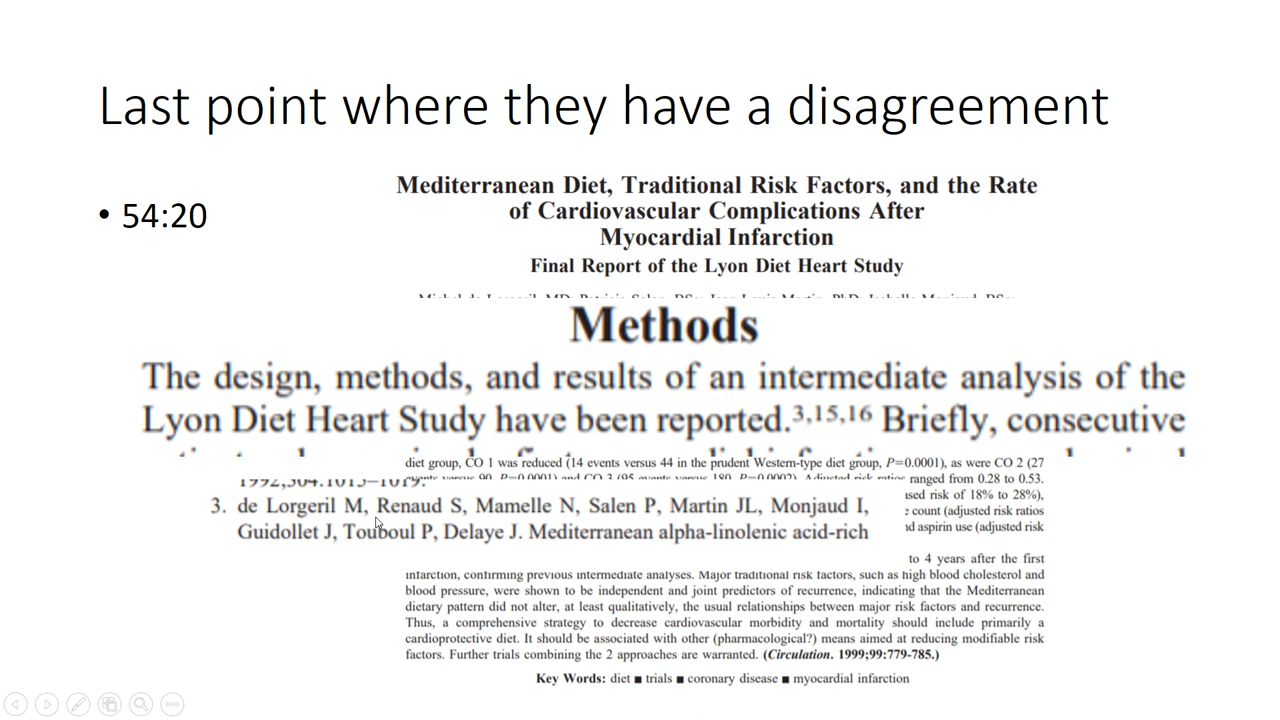 Last point where they have a disagreement
• 54:20
Mediterranean Diet, Traditional Risk Factors, and the Rate
of Cardiovascular Complications After
Myocardial Infarction
Final Report of the Lyon Diet Heart Study
Methods
The design, methods, and results of an intermediate analysis of the
Lyon Diet Heart Study have been reported.3,15,16 Briefly, consecutive
diet group, CO 1 was reduced (14 events versus 44 in the prudent Western-type diet group, P=0.0001), as were CO 2 (27
ranged from 0.28 to 0.53.
risk of 18% to 28%),
count (adjusted risk ratios
aspirin use (adjusted risk
3. de Lorgeril M, Renaud S, Mamelle N, Salen P, Martin JL, Monjaud I,
Guidollet J, Touboul P, Delaye J. Mediterranean alpha-linolenic acid-rich
to 4 years after the first
infarction, confirming previous intermediate analyses. Major traditional risk factors, such as high blood cholesterol and
blood pressure, were shown to be independent and joint predictors of recurrence, indicating that the Mediterranean
dietary pattern did not alter, at least qualitatively, the usual relationships between major risk factors and recurrence.
Thus, a comprehensive strategy to decrease cardiovascular morbidity and mortality should include primarily a
cardioprotective diet. It should be associated with other (pharmacological?) means aimed at reducing modifiable risk
factors. Further trials combining the 2 approaches are warranted. (Circulation. 1999;99:779-785.)
Key Words: diet ■ trials ■ coronary disease ■ myocardial infarction